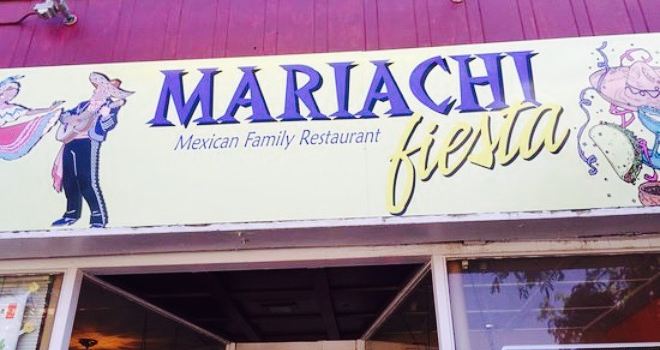 MARIACHI
Mexican Family Restaurant
fiesta